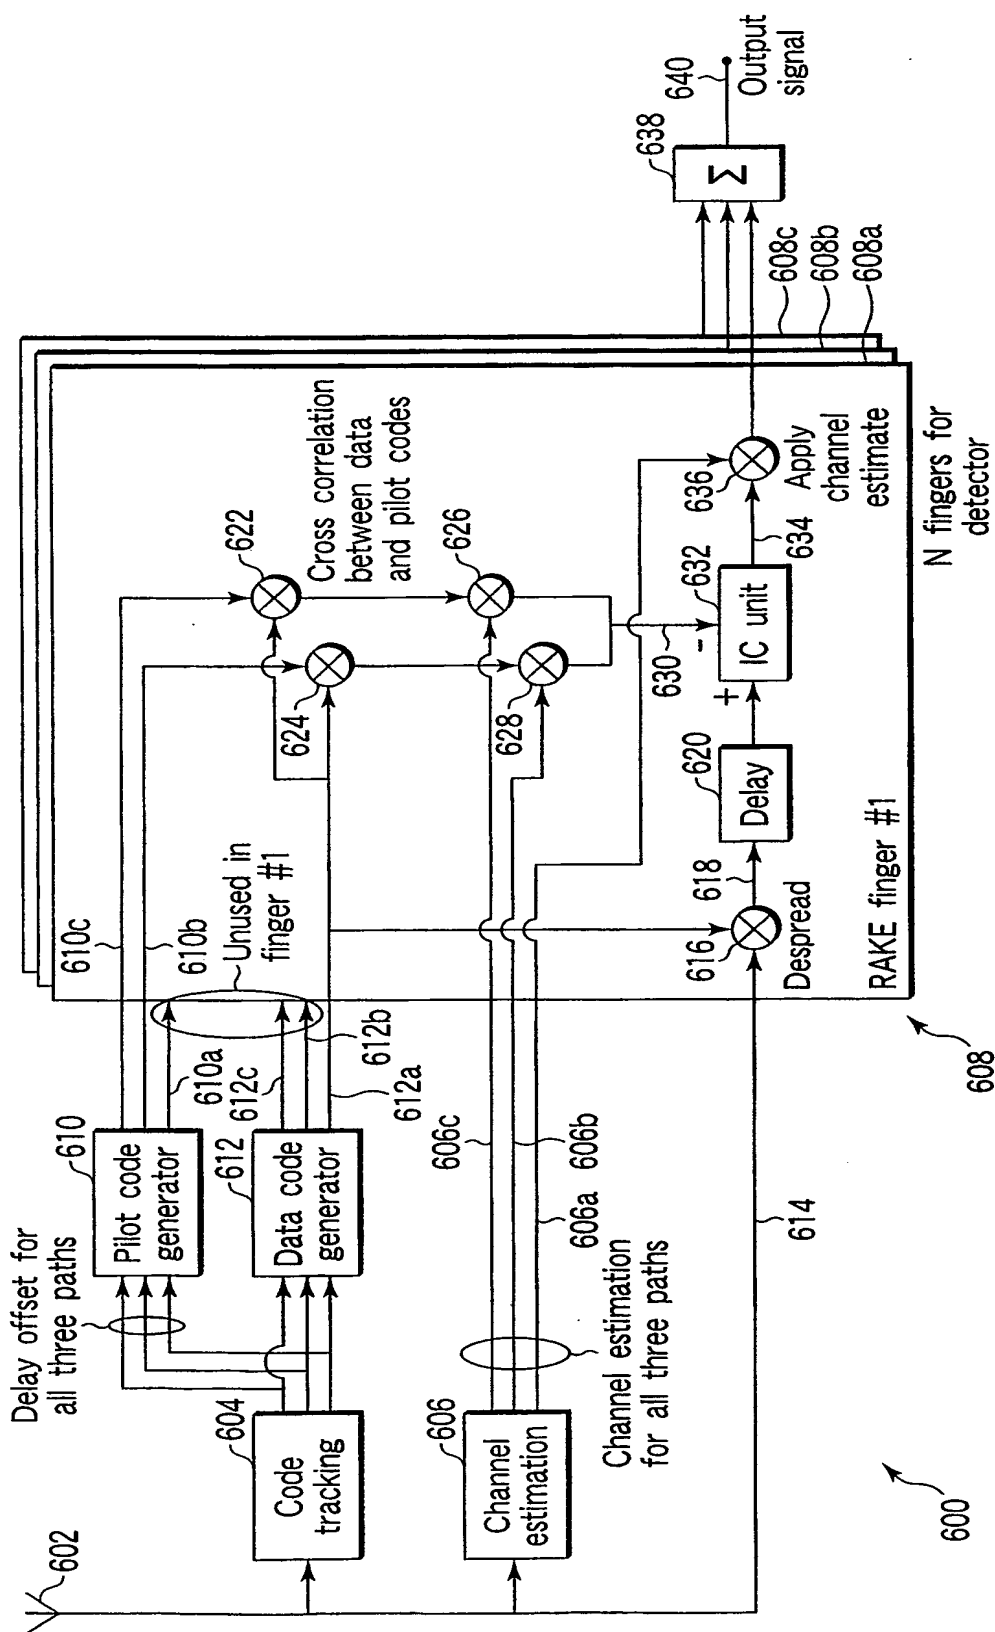 602
Delay offset for
all three paths
604
Code
tracking
606
Channel
estimation
Channel estimation
for all three paths
600
610
Pilot code
generator
612
Data code
generator
610a
612c
612b
612a
606c
606b
606a
614
608
610c
610b
Unused in
finger #1
616
Despread
618
RAKE finger #1
620
Delay
622
624
Cross correlation
between data
and pilot codes
626
628
630
+
-
632
IC unit
634
636
Apply
channel
estimate
N fingers for
detector
608c
608b
608a
638
Σ
640
Output
signal